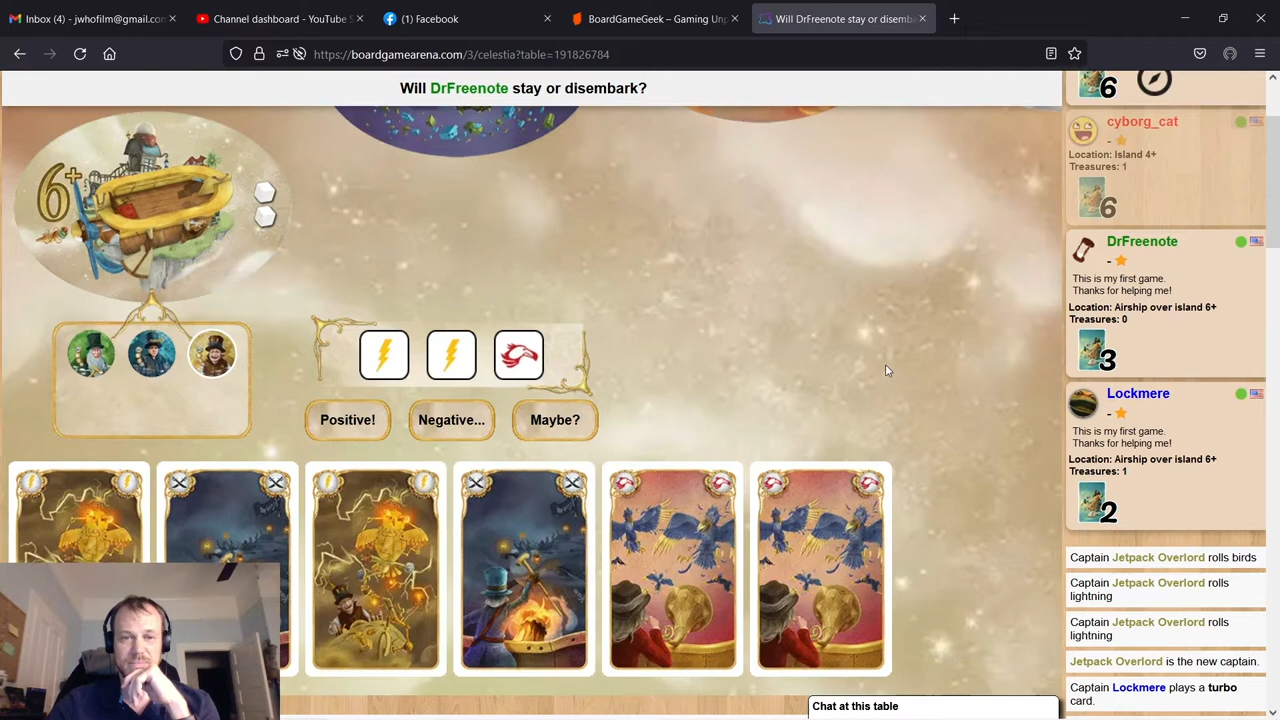 Inbox (4) - jwhofilm@gmail.com
Channel dashboard - YouTube S
(1) Facebook
BoardGameGeek – Gaming Unp
Will DrFreenote stay or disemba
https://boardgamearena.com/3/celestia?table=191826784
Will DrFreenote stay or disembark?
6+
6
cyborg_cat
-
Location: Island 4+
Treasures: 1
6
DrFreenote
-
This is my first game.
Thanks for helping me!
Location: Airship over island 6+
Treasures: 0
3
Lockmere
-
This is my first game.
Thanks for helping me!
Location: Airship over island 6+
Treasures: 1
2
Positive!
Negative...
Maybe?
Captain Jetpack Overlord rolls birds
Captain Jetpack Overlord rolls
lightning
Captain Jetpack Overlord rolls
lightning
Jetpack Overlord is the new captain.
Captain Lockmere plays a turbo
card.
Chat at this table